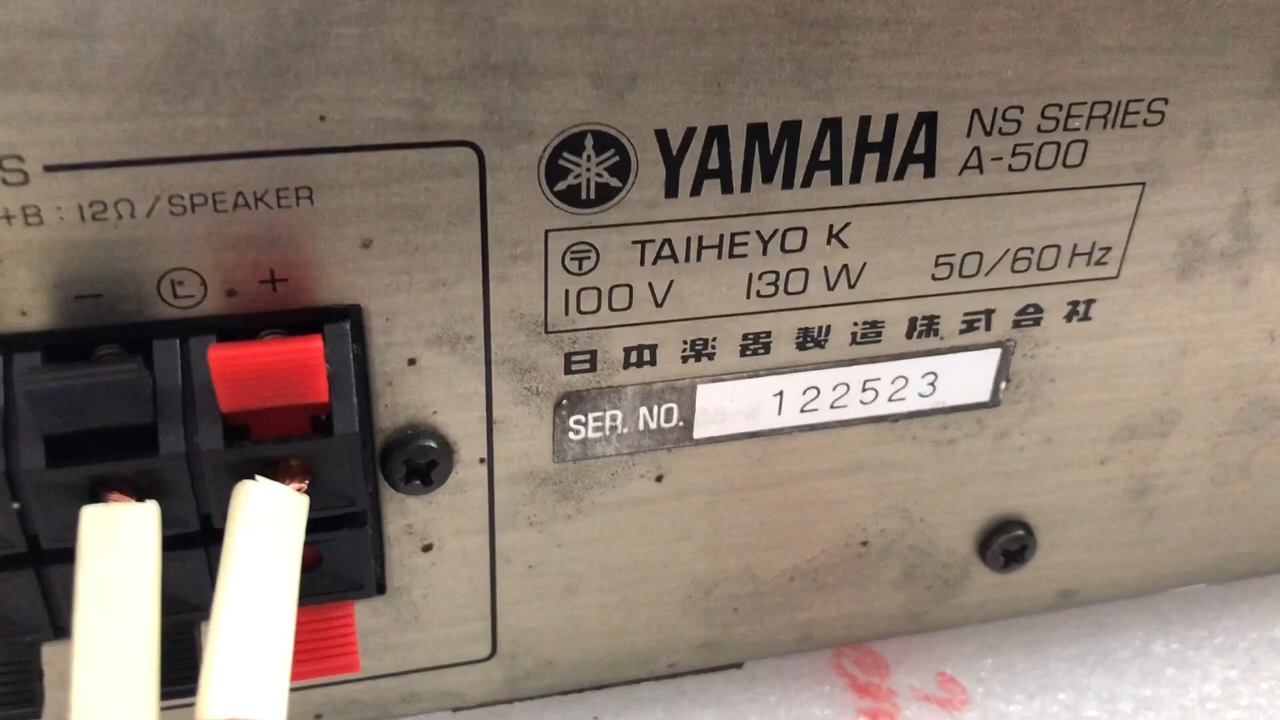 S
+B : 12Ω/SPEAKER
− L +
YAMAHA NS SERIES
A-500
〒 TAIHEYO K
100 V 130 W 50/60 Hz
日本楽器製造株式会社
SER. NO. 122523